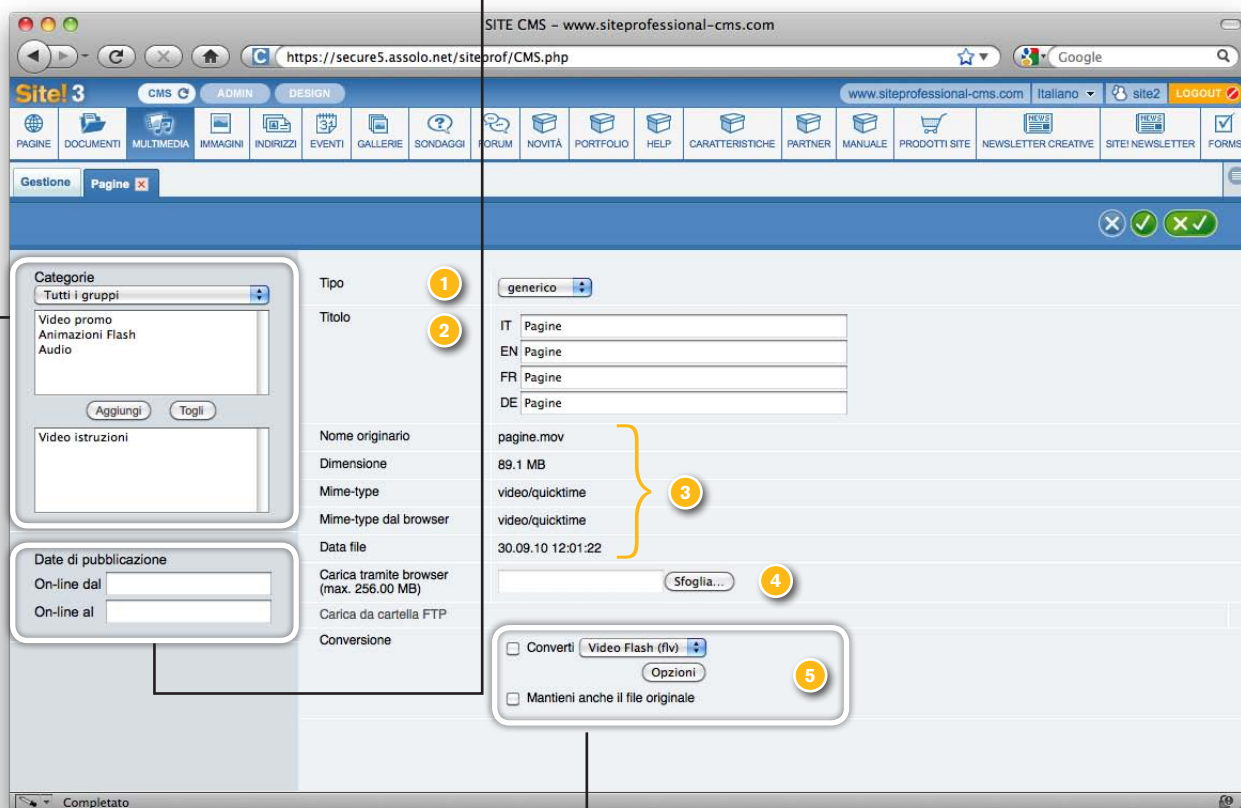 SITE CMS – www.siteprofessional-cms.com
https://secure5.assolo.net/siteprof/CMS.php
Google
Site! 3
CMS
ADMIN
DESIGN
www.siteprofessional-cms.com
Italiano
site2
LOGOUT
PAGINE
DOCUMENTI
MULTIMEDIA
IMMAGINI
INDIRIZZI
EVENTI
GALLERIE
SONDAGGI
FORUM
NOVITÀ
PORTFOLIO
HELP
CARATTERISTICHE
PARTNER
MANUALE
PRODOTTI SITE
NEWSLETTER CREATIVE
SITE! NEWSLETTER
FORMS
Gestione
Pagine
Categorie
Tutti i gruppi
Video promo
Animazioni Flash
Audio
Aggiungi
Togli
Video istruzioni
Date di pubblicazione
On-line dal
On-line al
Tipo
1
generico
Titolo
2
IT Pagine
EN Pagine
FR Pagine
DE Pagine
Nome originario
pagine.mov
Dimensione
89.1 MB
Mime-type
video/quicktime
3
Mime-type dal browser
video/quicktime
Data file
30.09.10 12:01:22
Carica tramite browser
(max. 256.00 MB)
Sfoglia...
4
Carica da cartella FTP
Conversione
Converti Video Flash (flv)
Opzioni
5
Mantieni anche il file originale
Completato